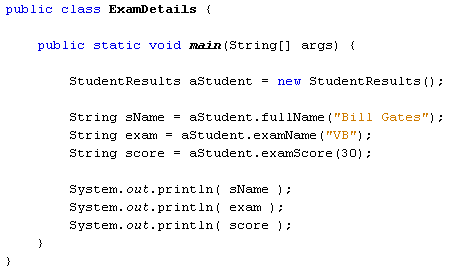 public class ExamDetails {
public static void main(String[] args) {
StudentResults aStudent = new StudentResults();
String sName = aStudent.fullName("Bill Gates");
String exam = aStudent.examName("VB");
String score = aStudent.examScore(30);
System.out.println( sName );
System.out.println( exam );
System.out.println( score );
}
}